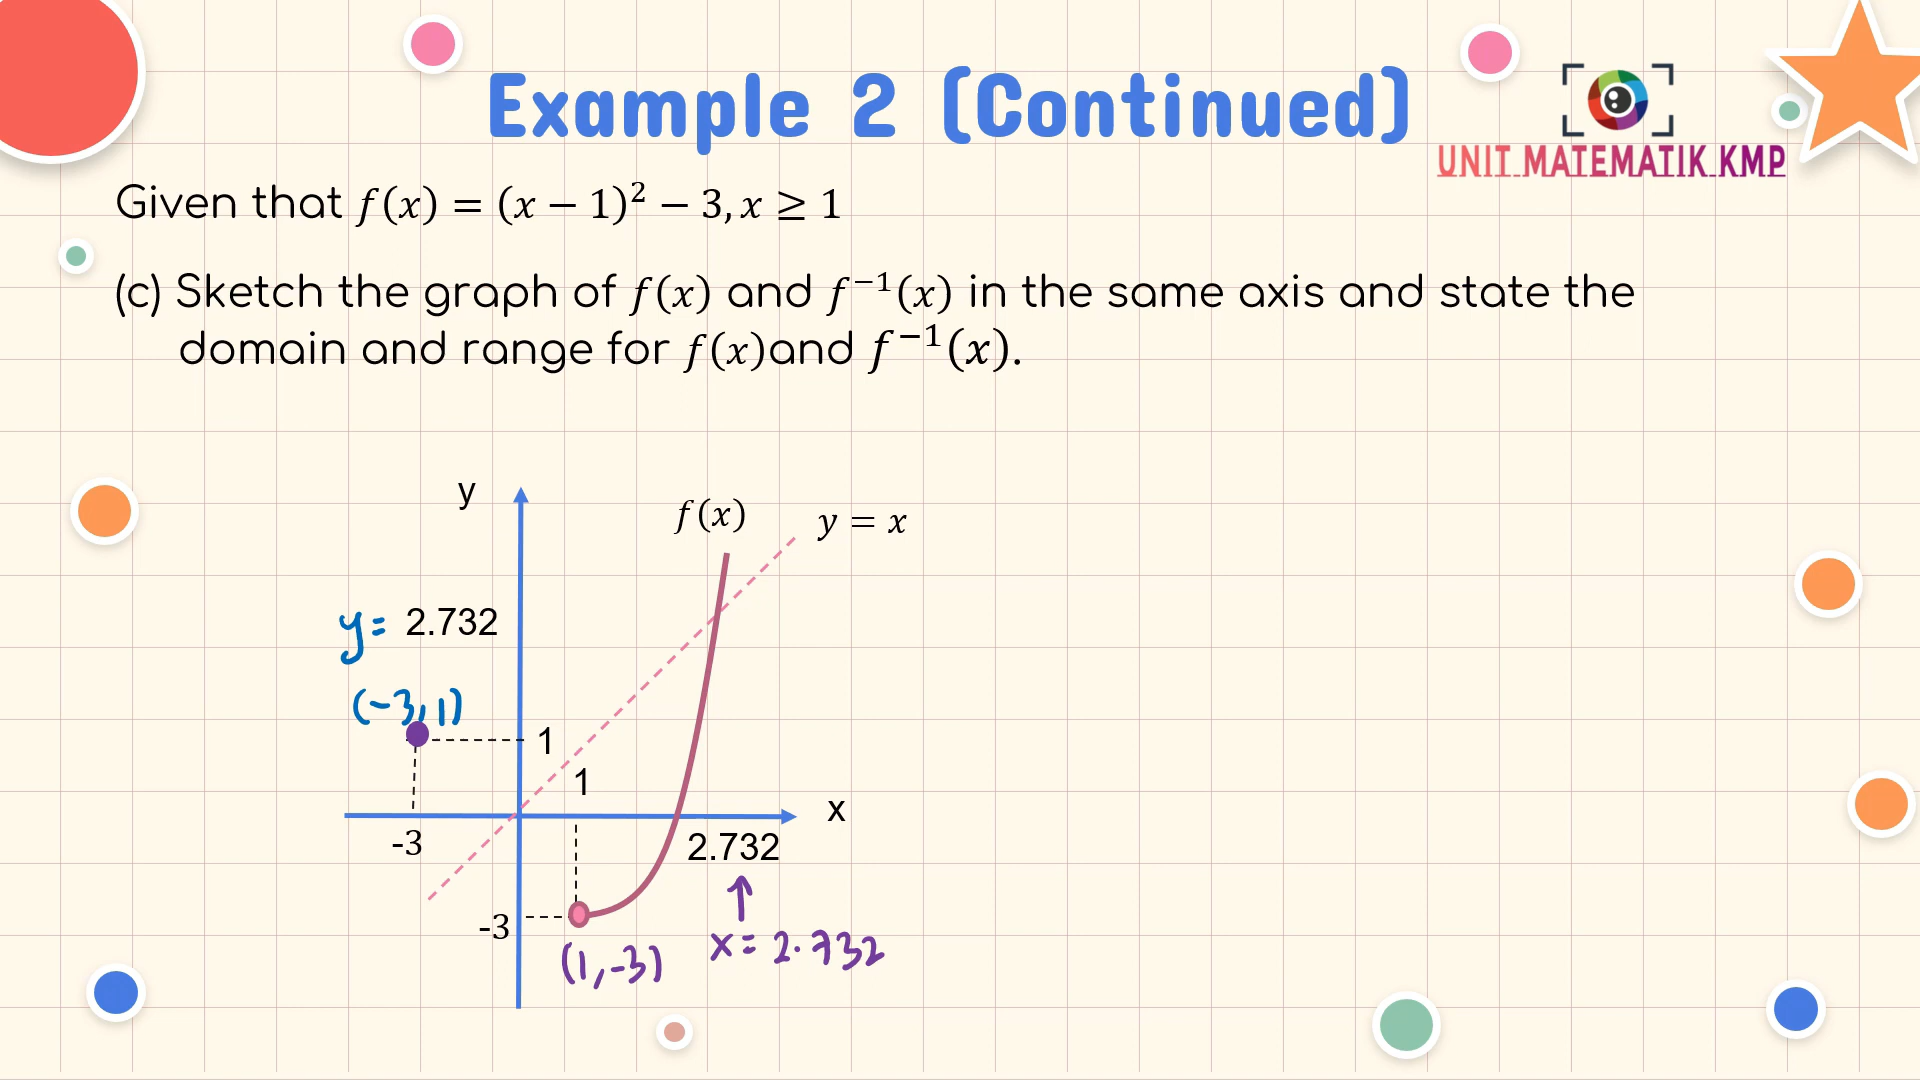 Example 2 (Continued)
UNIT.MATEMATIK.KMP
Given that f(x) = (x − 1)² − 3, x ≥ 1
(c) Sketch the graph of f(x) and f⁻¹(x) in the same axis and state the
domain and range for f(x)and f⁻¹(x).
y
f(x)
y = x
y= 2.732
(-3,1)
1
1
x
-3
2.732
-3
(1,-3)
x= 2.732